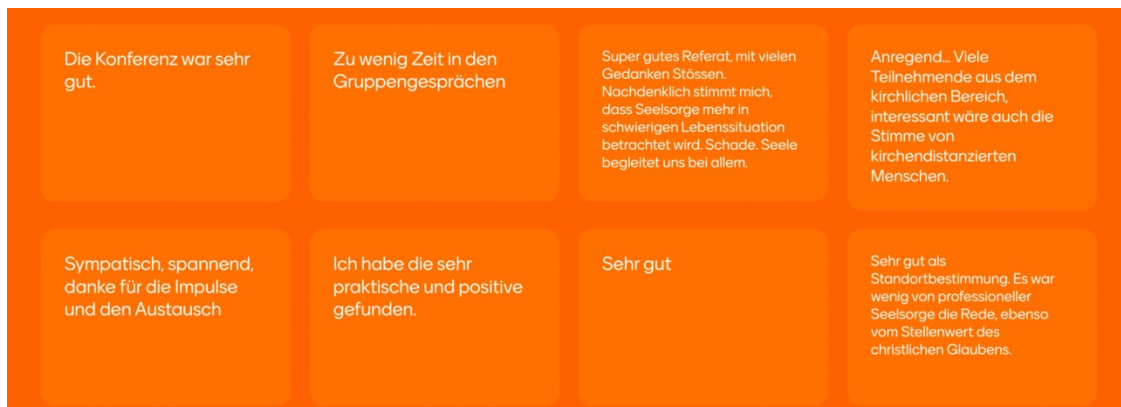 Die Konferenz war sehr
gut.
Zu wenig Zeit in den
Gruppengesprächen
Super gutes Referat, mit vielen
Gedanken Stössen.
Nachdenklich stimmt mich,
dass Seelsorge mehr in
schwierigen Lebenssituation
betrachtet wird. Schade. Seele
begleitet uns bei allem.
Anregend... Viele
Teilnehmende aus dem
kirchlichen Bereich,
interessant wäre auch die
Stimme von
kirchendistanzierten
Menschen.
Sympatisch, spannend,
danke für die Impulse
und den Austausch
Ich habe die sehr
praktische und positive
gefunden.
Sehr gut
Sehr gut als
Standortbestimmung. Es war
wenig von professioneller
Seelsorge die Rede, ebenso
vom Stellenwert des
christlichen Glaubens.